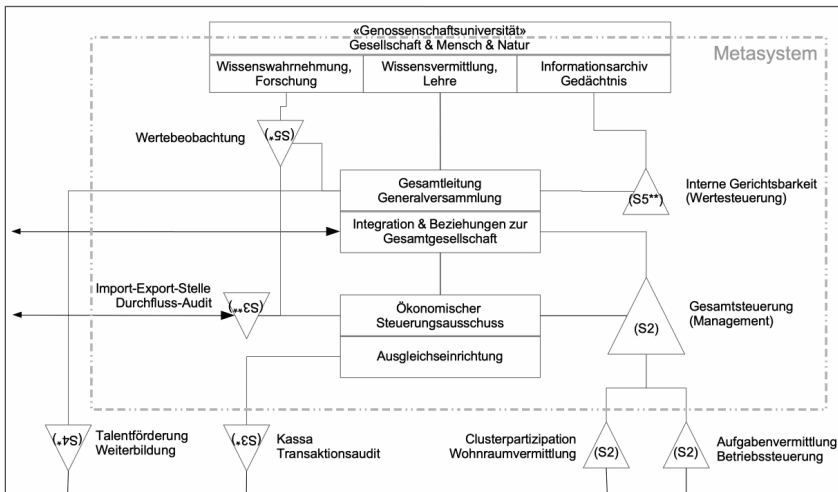 «Genossenschaftsuniversität»
Gesellschaft & Mensch & Natur
Metasystem
Wissenswahrnehmung,
Forschung
Wissensvermittlung,
Lehre
Informationsarchiv
Gedächtnis
Wertebeobachtung
(S5*)
Gesamtleitung
Generalversammlung
(S5**)
Interne Gerichtsbarkeit
(Wertesteuerung)
Integration & Beziehungen zur
Gesamtgesellschaft
Import-Export-Stelle
Durchfluss-Audit
(S3**)
Ökonomischer
Steuerungsausschuss
Ausgleichseinrichtung
(S2)
Gesamtsteuerung
(Management)
(S4*)
Talentförderung
Weiterbildung
(S3*)
Kassa
Transaktionsaudit
Clusterpartizipation
Wohnraumvermittlung
(S2)
(S2)
Aufgabenvermittlung
Betriebssteuerung